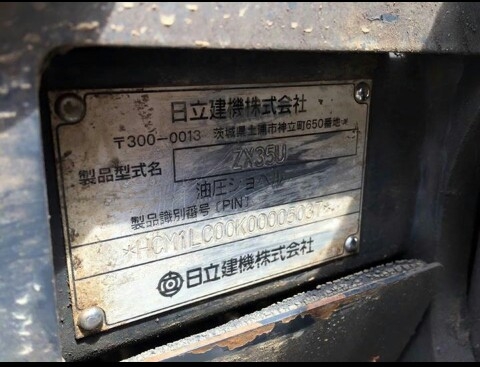 日立建機株式会社
〒300-0013 茨城県土浦市神立町650番地
製品型式名 ZX35U
油圧ショベル
製品識別番号 [PIN]
日立建機株式会社